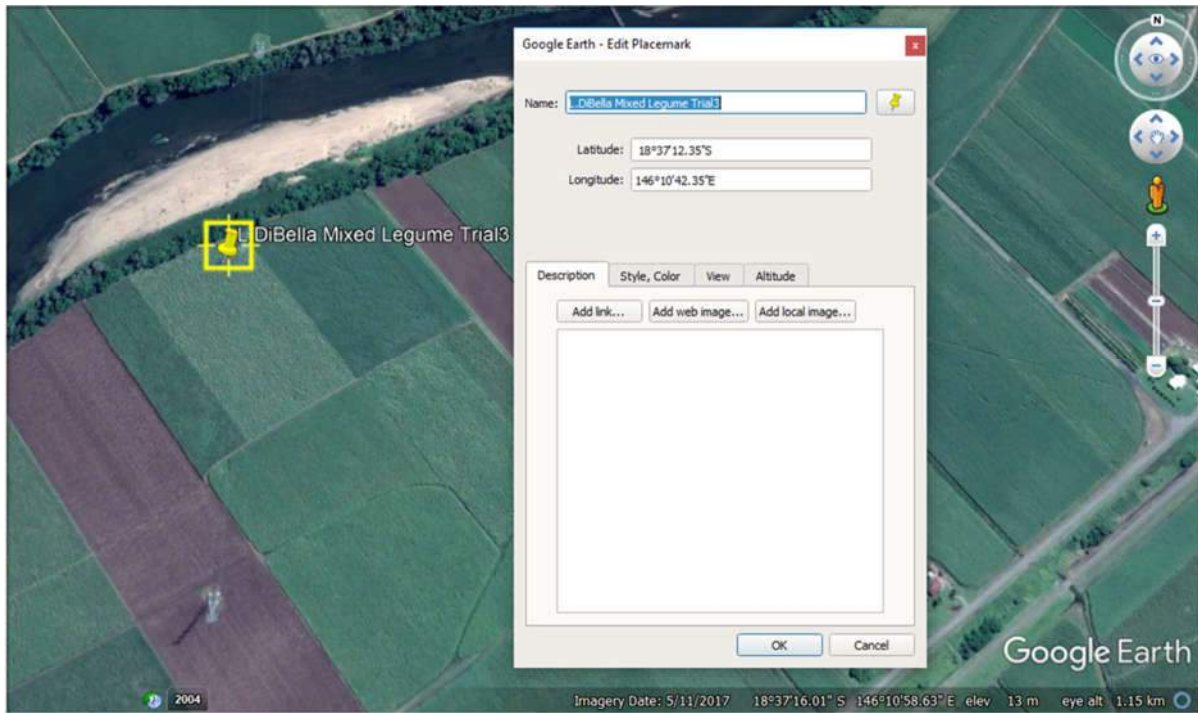 Google Earth - Edit Placemark
x
N
Name: L.DiBella Mixed Legume Trial3
Latitude: 18°37'12.35"S
Longitude: 146°10'42.35"E
L.DiBella Mixed Legume Trial3
Description Style, Color View Altitude
Add link... Add web image... Add local image...
OK Cancel
Google Earth
2004
Imagery Date: 5/11/2017 18°37'16.01" S 146°10'58.63" E elev 13 m eye alt 1.15 km